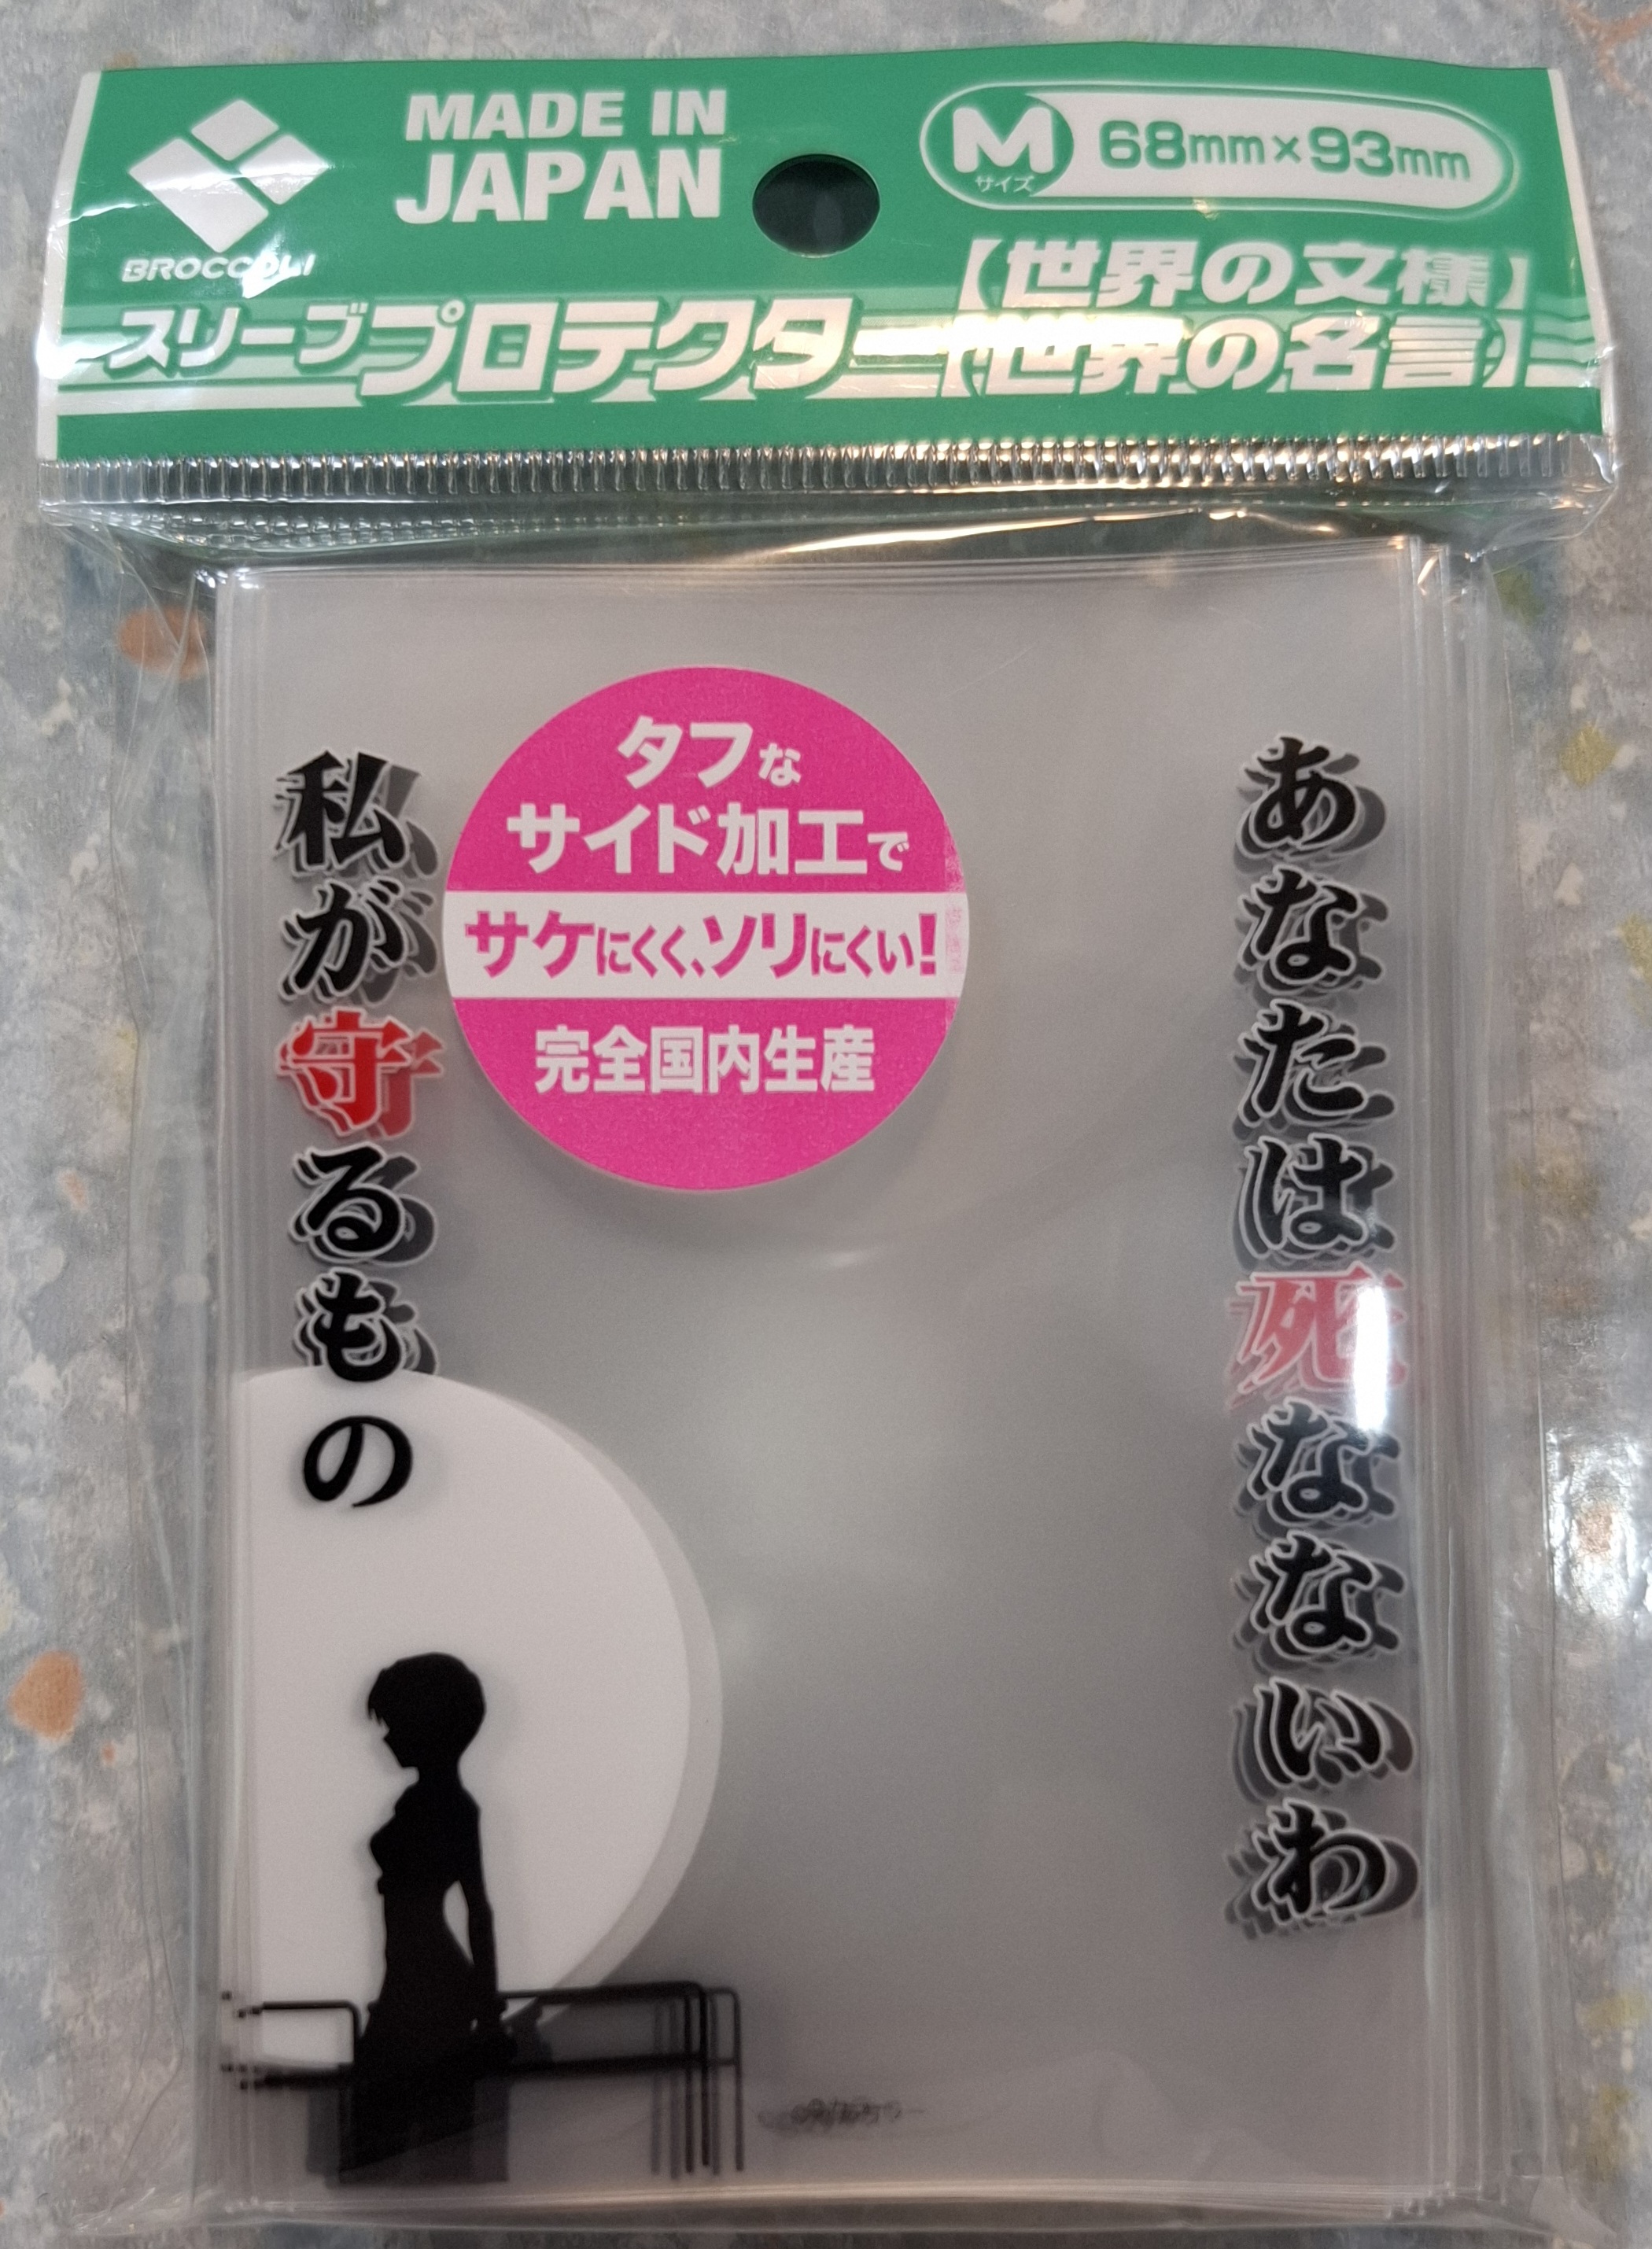 MADE IN
JAPAN
BROCCOLI
M
サイズ
68mm×93mm
スリーブプロテクター
【世界の文様】
【世界の名言】
タフな
サイド加工で
サケにくく、ソリにくい!
完全国内生産
あなたは死なないわ
私が守るもの